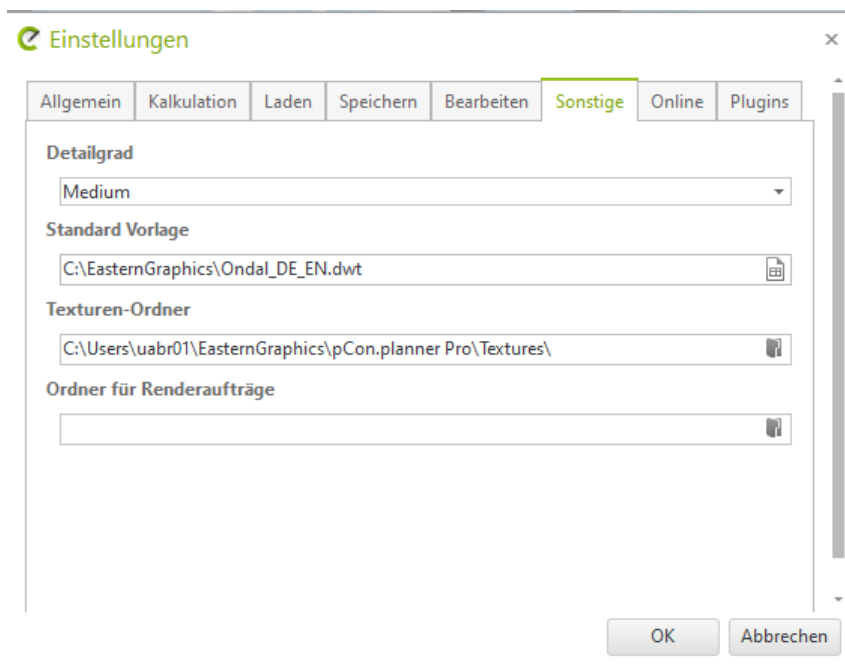 Einstellungen
Allgemein Kalkulation Laden Speichern Bearbeiten Sonstige Online Plugins
Detailgrad
Medium
Standard Vorlage
C:\EasternGraphics\Ondal_DE_EN.dwt
Texturen-Ordner
C:\Users\uabr01\EasternGraphics\pCon.planner Pro\Textures\
Ordner für Renderaufträge
OK Abbrechen